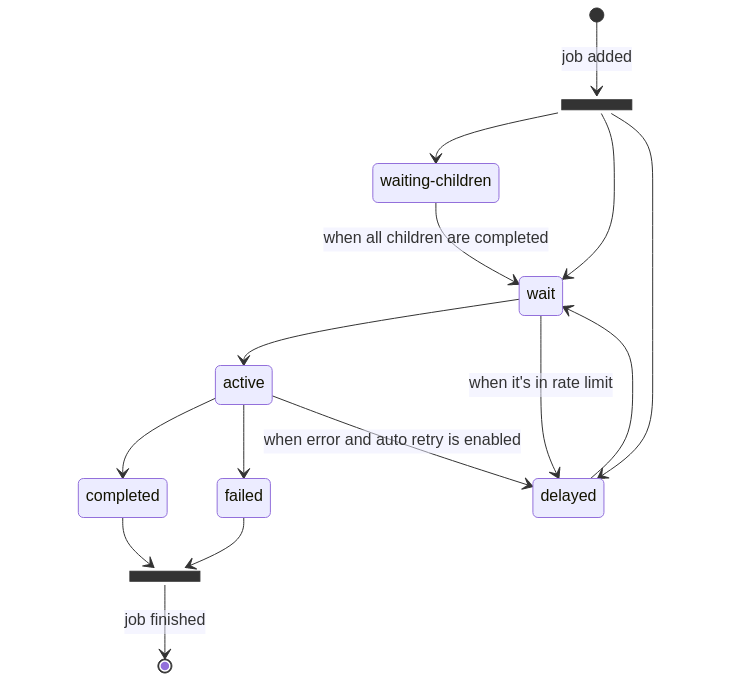 job added
waiting-children
when all children are completed
wait
active
when it's in rate limit
when error and auto retry is enabled
completed
failed
delayed
job finished